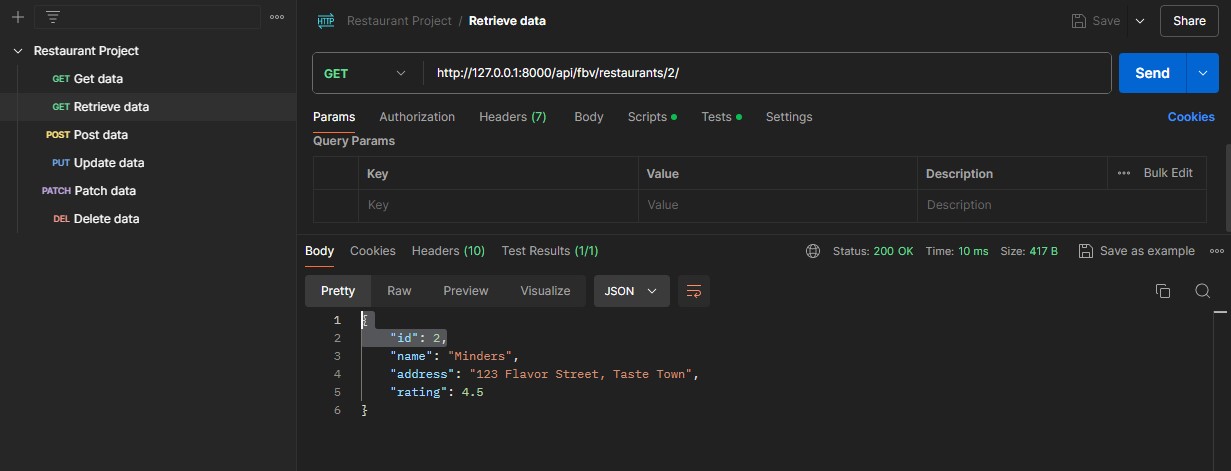 Restaurant Project
GET Get data
GET Retrieve data
POST Post data
PUT Update data
PATCH Patch data
DEL Delete data
HTTP Restaurant Project / Retrieve data Save Share
GET http://127.0.0.1:8000/api/fbv/restaurants/2/ Send
Params Authorization Headers (7) Body Scripts Tests Settings Cookies
Query Params
Key Value Description Bulk Edit
Key Value Description
Body Cookies Headers (10) Test Results (1/1) Status: 200 OK Time: 10 ms Size: 417 B Save as example
Pretty Raw Preview Visualize JSON
1 {
2 "id": 2,
3 "name": "Minders",
4 "address": "123 Flavor Street, Taste Town",
5 "rating": 4.5
6 }